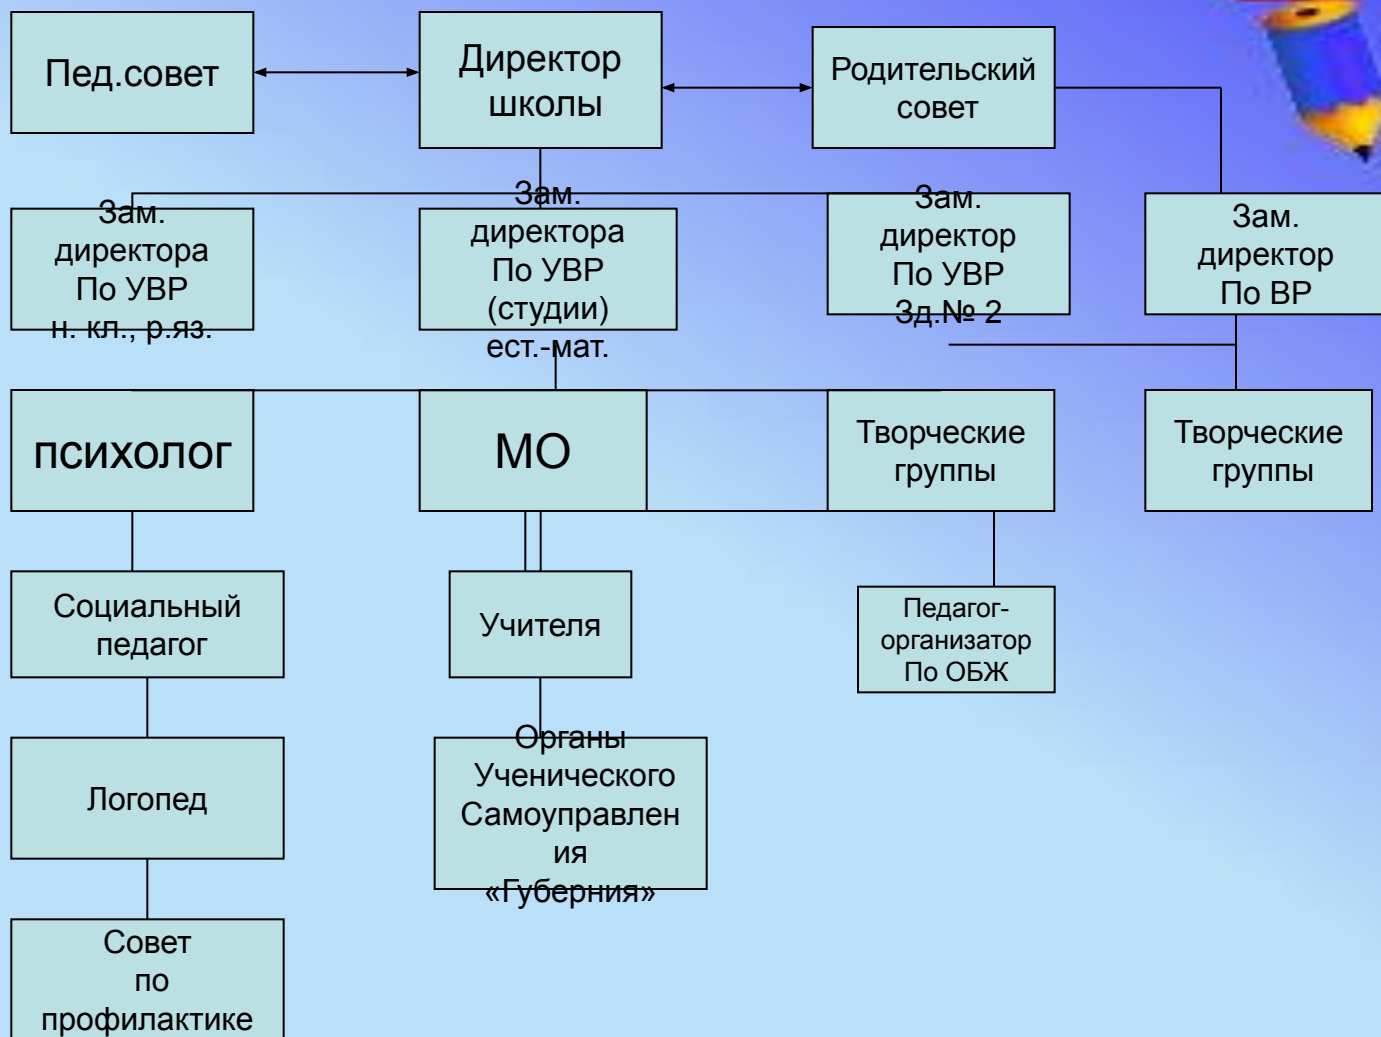 Пед.совет
Директор
школы
Родительский
совет
Зам.
директора
По УВР
н. кл., р.яз.
Зам.
директора
По УВР
(студии)
ест.-мат.
Зам.
директор
По УВР
Зд.№ 2
Зам.
директор
По ВР
психолог
МО
Творческие
группы
Творческие
группы
Социальный
педагог
Учителя
Педагог-
организатор
По ОБЖ
Логопед
Органы
Ученического
Самоуправлен
ия
«Губерния»
Совет
по
профилактике